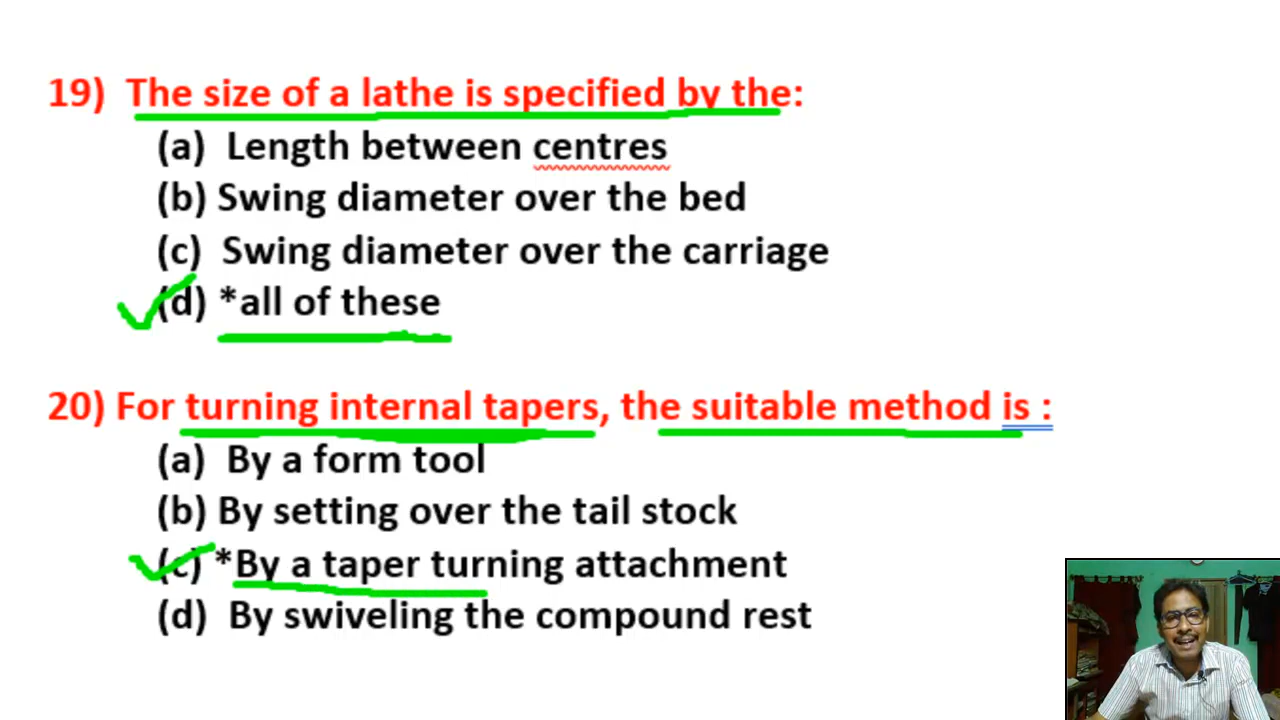 19) The size of a lathe is specified by the:
(a) Length between centres
(b) Swing diameter over the bed
(c) Swing diameter over the carriage
(d) *all of these
20) For turning internal tapers, the suitable method is :
(a) By a form tool
(b) By setting over the tail stock
(c) *By a taper turning attachment
(d) By swiveling the compound rest